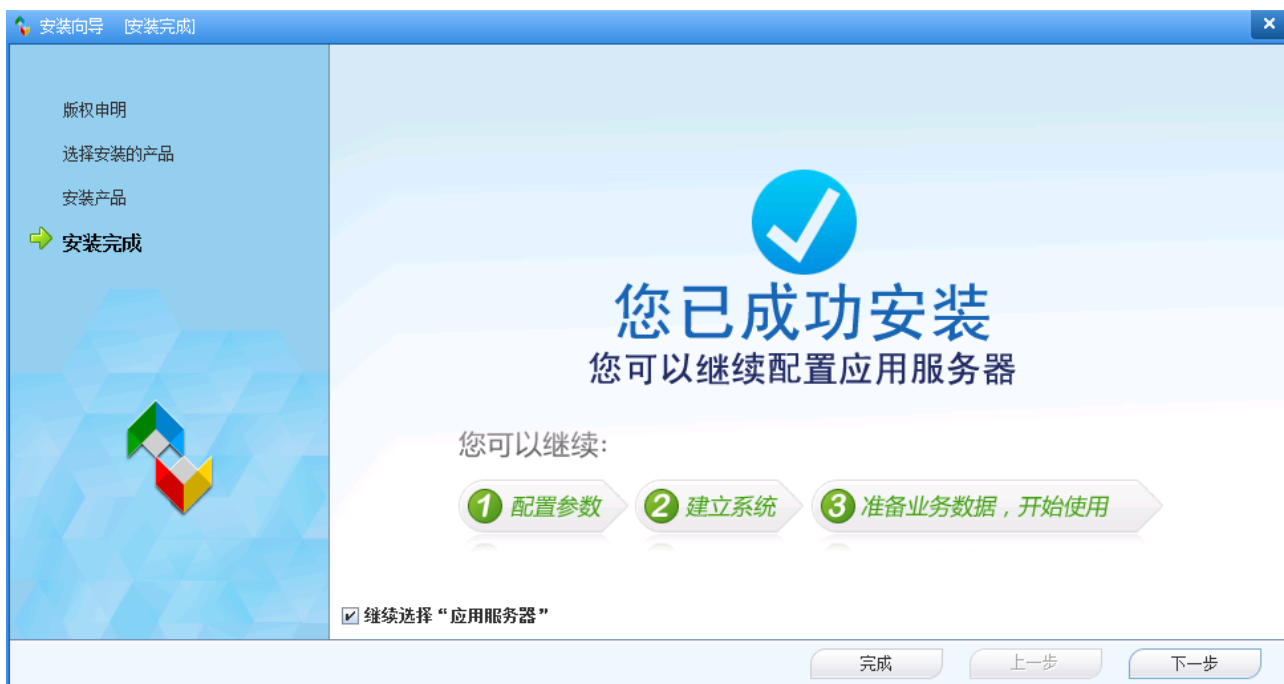 安装向导 [安装完成]
版权申明
选择安装的产品
安装产品
安装完成
您已成功安装
您可以继续配置应用服务器
您可以继续:
1 配置参数 2 建立系统 3 准备业务数据，开始使用
继续选择“应用服务器”
完成 上一步 下一步